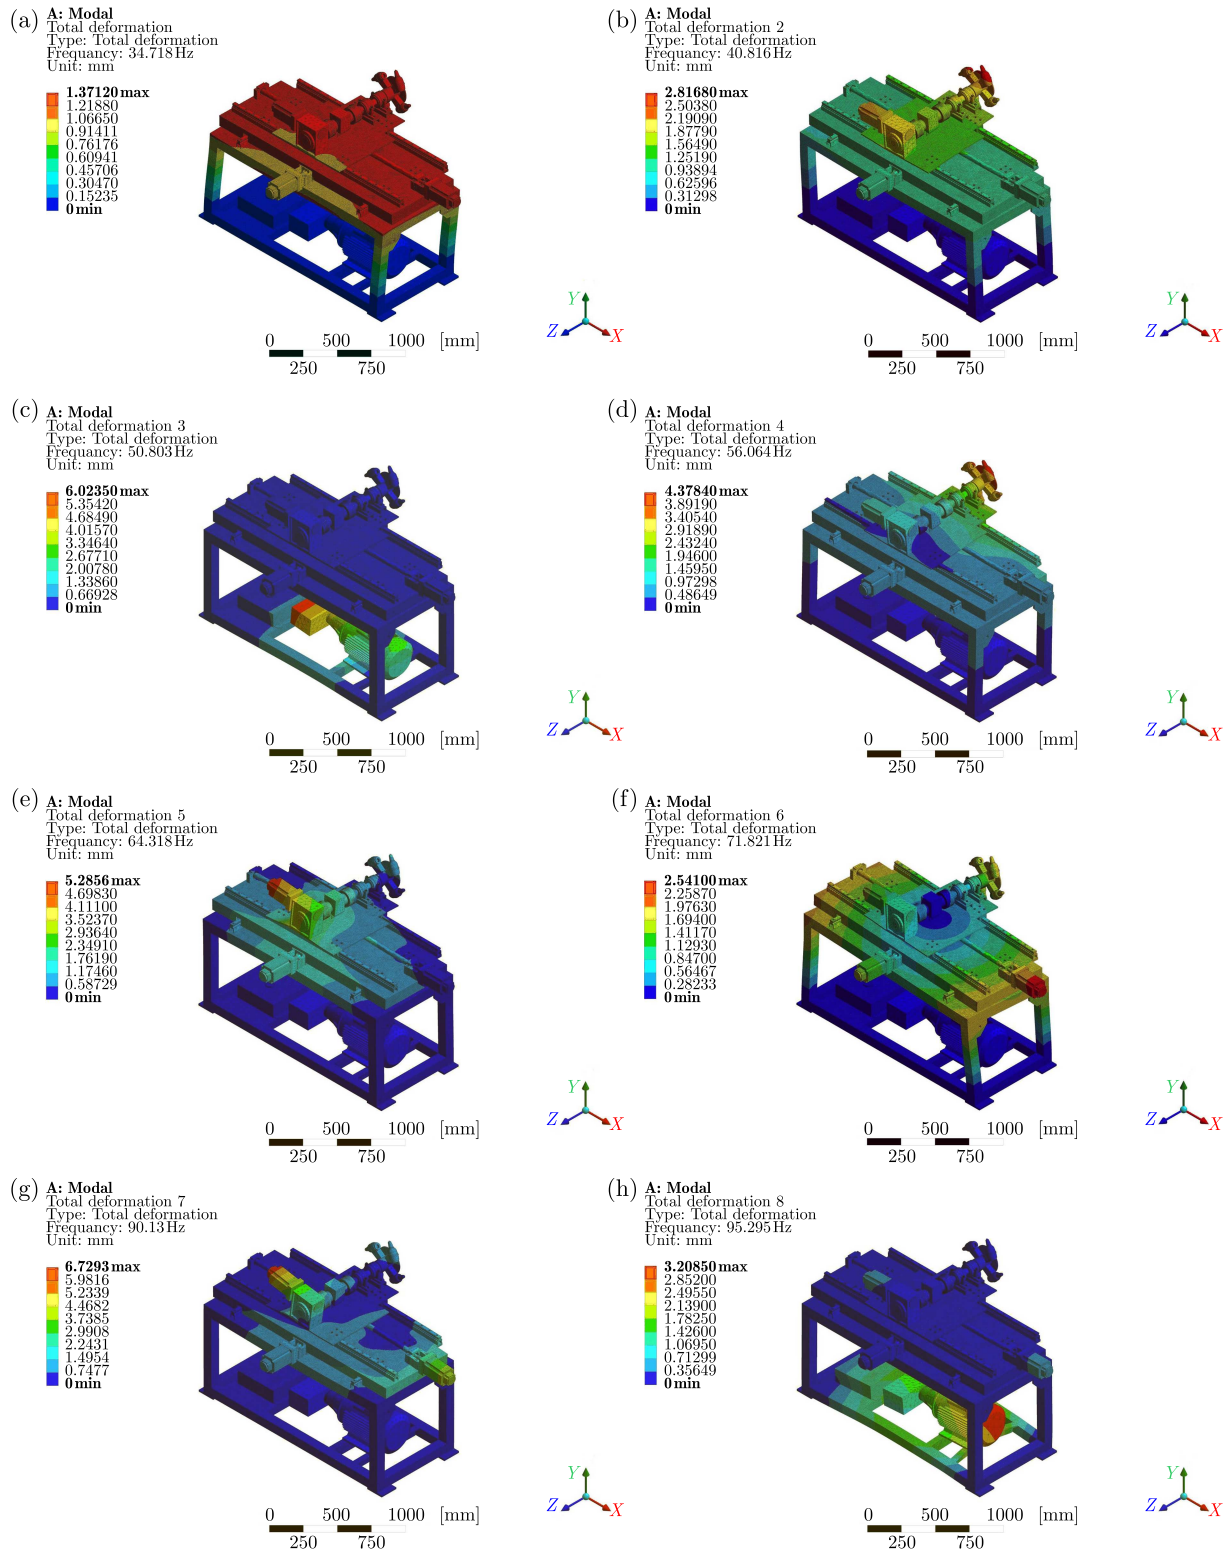 (a)
A: Modal
Total deformation
Type: Total deformation
Frequancy: 34.718 Hz
Unit: mm
1.37120 max
1.21880
1.06650
0.91411
0.76176
0.60941
0.45706
0.30470
0.15235
0 min
Y
Z
X
0 500 1000 [mm]
250 750
(b)
A: Modal
Total deformation 2
Type: Total deformation
Frequancy: 40.816 Hz
Unit: mm
2.81680 max
2.50380
2.19090
1.87790
1.56490
1.25190
0.93894
0.62596
0.31298
0 min
Y
Z
X
0 500 1000 [mm]
250 750
(c)
A: Modal
Total deformation 3
Type: Total deformation
Frequancy: 50.803 Hz
Unit: mm
6.02350 max
5.35420
4.68490
4.01570
3.34640
2.67710
2.00780
1.33860
0.66928
0 min
Y
Z
X
0 500 1000 [mm]
250 750
(d)
A: Modal
Total deformation 4
Type: Total deformation
Frequancy: 56.064 Hz
Unit: mm
4.37840 max
3.89190
3.40540
2.91890
2.43240
1.94600
1.45950
0.97298
0.48649
0 min
Y
Z
X
0 500 1000 [mm]
250 750
(e)
A: Modal
Total deformation 5
Type: Total deformation
Frequancy: 64.318 Hz
Unit: mm
5.2856 max
4.69830
4.11100
3.52370
2.93640
2.34910
1.76190
1.17460
0.58729
0 min
Y
Z
X
0 500 1000 [mm]
250 750
(f)
A: Modal
Total deformation 6
Type: Total deformation
Frequancy: 71.821 Hz
Unit: mm
2.54100 max
2.25870
1.97630
1.69400
1.41170
1.12930
0.84700
0.56467
0.28233
0 min
Y
Z
X
0 500 1000 [mm]
250 750
(g)
A: Modal
Total deformation 7
Type: Total deformation
Frequancy: 90.13 Hz
Unit: mm
6.7293 max
5.9816
5.2339
4.4682
3.7385
2.9908
2.2431
1.4954
0.7477
0 min
Y
Z
X
0 500 1000 [mm]
250 750
(h)
A: Modal
Total deformation 8
Type: Total deformation
Frequancy: 95.295 Hz
Unit: mm
3.20850 max
2.85200
2.49550
2.13900
1.78250
1.42600
1.06950
0.71299
0.35649
0 min
Y
Z
X
0 500 1000 [mm]
250 750